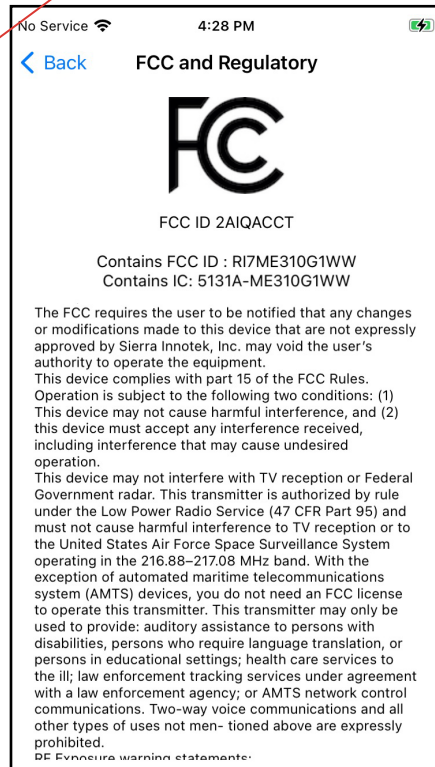 No Service 4:28 PM
Back FCC and Regulatory
FC
FCC ID 2AIQACCT
Contains FCC ID : RI7ME310G1WW
Contains IC: 5131A-ME310G1WW
The FCC requires the user to be notified that any changes
or modifications made to this device that are not expressly
approved by Sierra Innotek, Inc. may void the user’s
authority to operate the equipment.
This device complies with part 15 of the FCC Rules.
Operation is subject to the following two conditions: (1)
This device may not cause harmful interference, and (2)
this device must accept any interference received,
including interference that may cause undesired
operation.
This device may not interfere with TV reception or Federal
Government radar. This transmitter is authorized by rule
under the Low Power Radio Service (47 CFR Part 95) and
must not cause harmful interference to TV reception or to
the United States Air Force Space Surveillance System
operating in the 216.88–217.08 MHz band. With the
exception of automated maritime telecommunications
system (AMTS) devices, you do not need an FCC license
to operate this transmitter. This transmitter may only be
used to provide: auditory assistance to persons with
disabilities, persons who require language translation, or
persons in educational settings; health care services to
the ill; law enforcement tracking services under agreement
with a law enforcement agency; or AMTS network control
communications. Two-way voice communications and all
other types of uses not men- tioned above are expressly
prohibited.
RF Exposure warning statements: